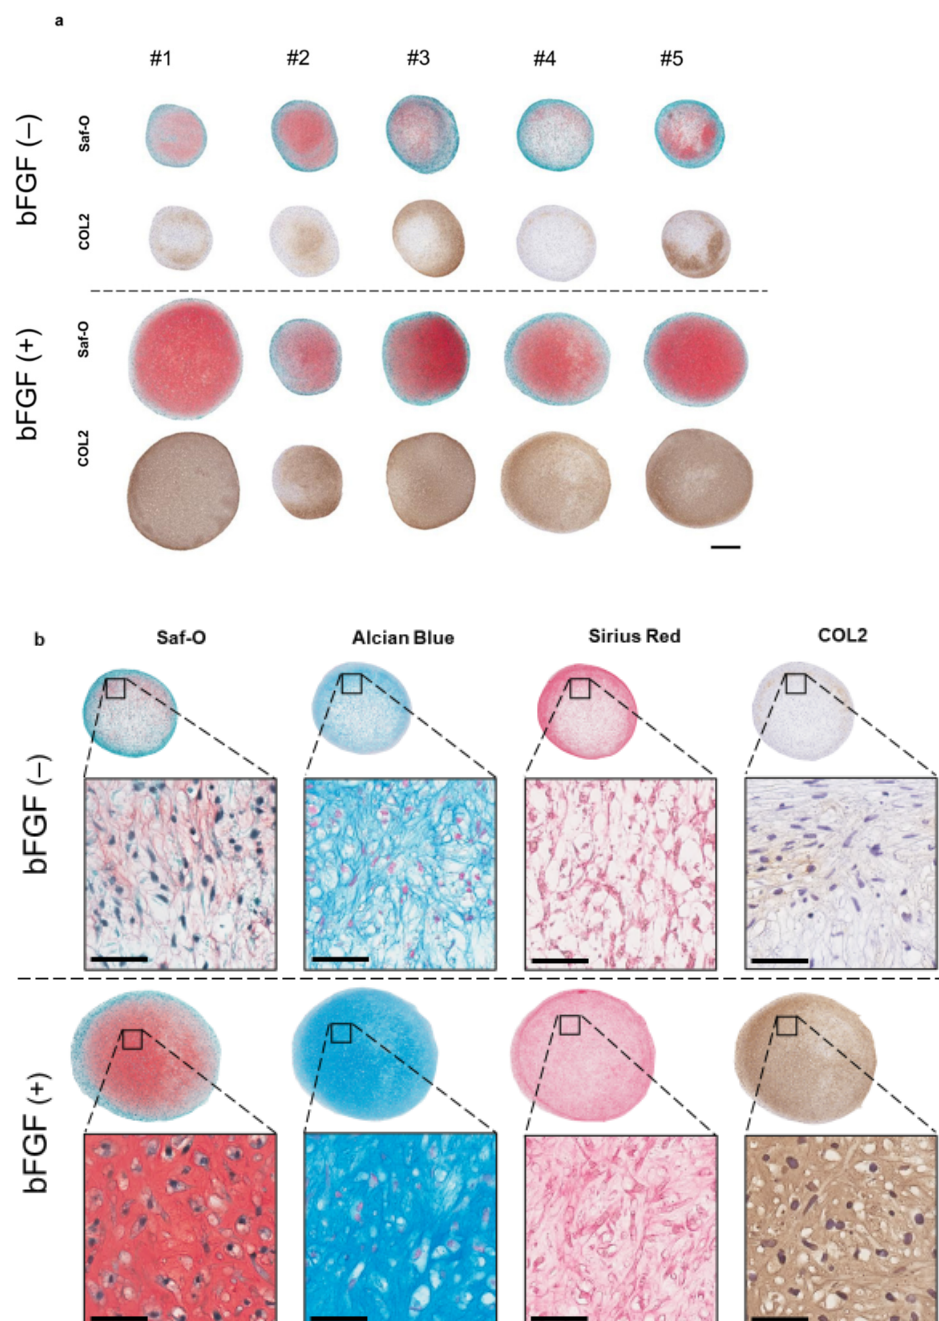 a
#1 #2 #3 #4 #5
bFGF (–)
Saf-O
COL2
bFGF (+)
Saf-O
COL2
b
Saf-O Alcian Blue Sirius Red COL2
bFGF (–)
bFGF (+)